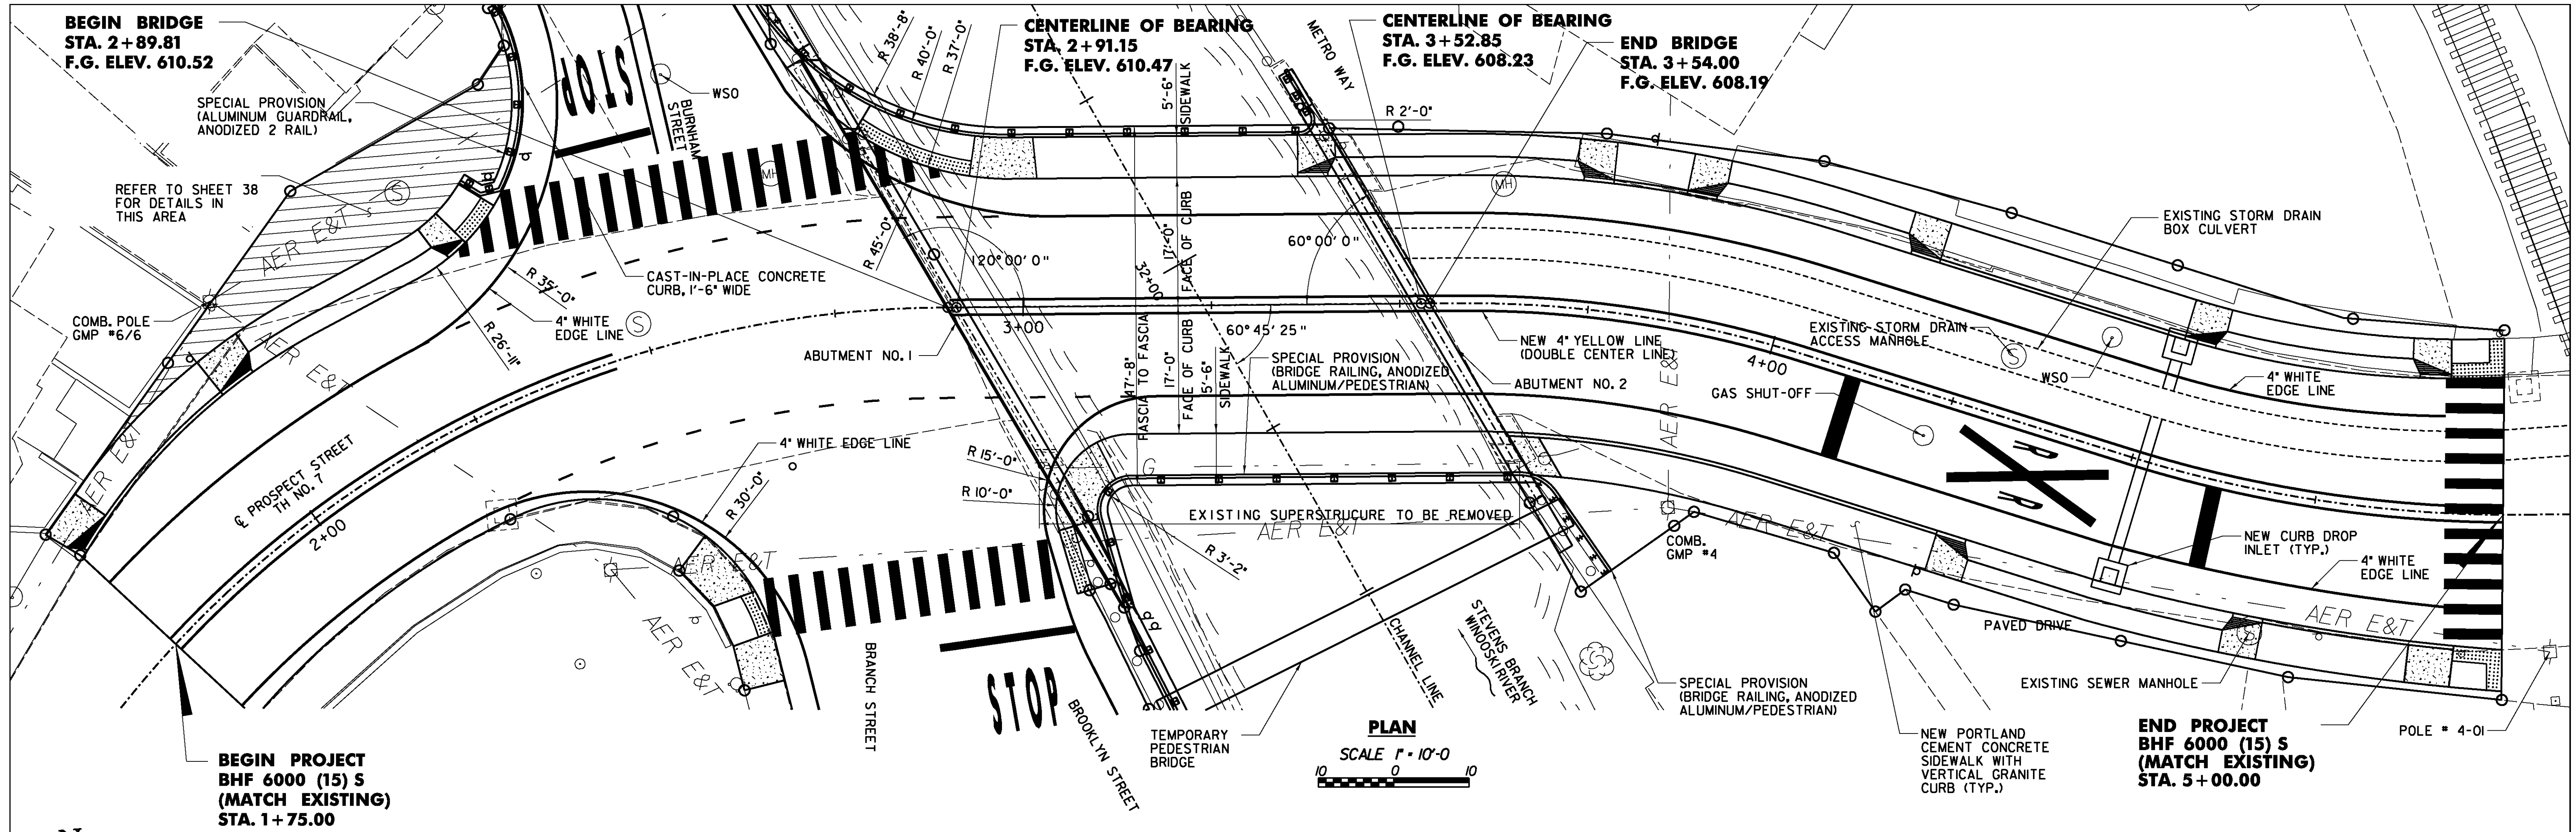 BEGIN BRIDGE
STA. 2+89.81
F.G. ELEV. 610.52
SPECIAL PROVISION
(ALUMINUM GUARDRAIL,
ANODIZED 2 RAIL)
REFER TO SHEET 38
FOR DETAILS IN
THIS AREA
STOP
WSO
BURNHAM
STREET
MH
R 38'-8"
R 40'-0"
R 37'-0"
CENTERLINE OF BEARING
STA. 2+91.15
F.G. ELEV. 610.47
5'-6"
SIDEWALK
METRO WAY
CENTERLINE OF BEARING
STA. 3+52.85
F.G. ELEV. 608.23
END BRIDGE
STA. 3+54.00
F.G. ELEV. 608.19
R 2'-0"
MH
EXISTING STORM DRAIN
BOX CULVERT
AER E&T
S
R 45'-0"
120°00' 0"
60°00' 0"
17'-0"
FACE OF CURB
32+00
CAST-IN-PLACE CONCRETE
CURB, 1'-6" WIDE
R 35'-0"
R 26'-11"
4" WHITE
EDGE LINE
S
COMB. POLE
GMP #6/6
AER E&T
AER E&T
AER E&T
3+00
60°45' 25"
ABUTMENT NO. 1
47'-8"
FASCIA TO FASCIA
17'-0"
FACE OF CURB
5'-6"
SIDEWALK
SPECIAL PROVISION
(BRIDGE RAILING, ANODIZED
ALUMINUM/PEDESTRIAN)
NEW 4" YELLOW LINE
(DOUBLE CENTER LINE)
ABUTMENT NO. 2
AER E&T
EXISTING STORM DRAIN
ACCESS MANHOLE
S
4+00
WSO
4" WHITE
EDGE LINE
GAS SHUT-OFF
R
R
℄ PROSPECT STREET
TH NO. 7
2+00
4" WHITE EDGE LINE
R 30'-0"
R 15'-0"
R 10'-0"
G
EXISTING SUPERSTRUCURE TO BE REMOVED
AER E&T
R 3'-2"
AER E&T
AER E&T
COMB.
GMP #4
AER E&T
NEW CURB DROP
INLET (TYP.)
4" WHITE
EDGE LINE
AER E&T
PAVED DRIVE
BRANCH STREET
STOP
BROOKLYN STREET
TEMPORARY
PEDESTRIAN
BRIDGE
CHANNEL LINE
STEVENS BRANCH
WINOOSKI RIVER
SPECIAL PROVISION
(BRIDGE RAILING, ANODIZED
ALUMINUM/PEDESTRIAN)
EXISTING SEWER MANHOLE
NEW PORTLAND
CEMENT CONCRETE
SIDEWALK WITH
VERTICAL GRANITE
CURB (TYP.)
END PROJECT
BHF 6000 (15) S
(MATCH EXISTING)
STA. 5+00.00
POLE # 4-01
BEGIN PROJECT
BHF 6000 (15) S
(MATCH EXISTING)
STA. 1+75.00
PLAN
SCALE 1" = 10'-0
10 0 10